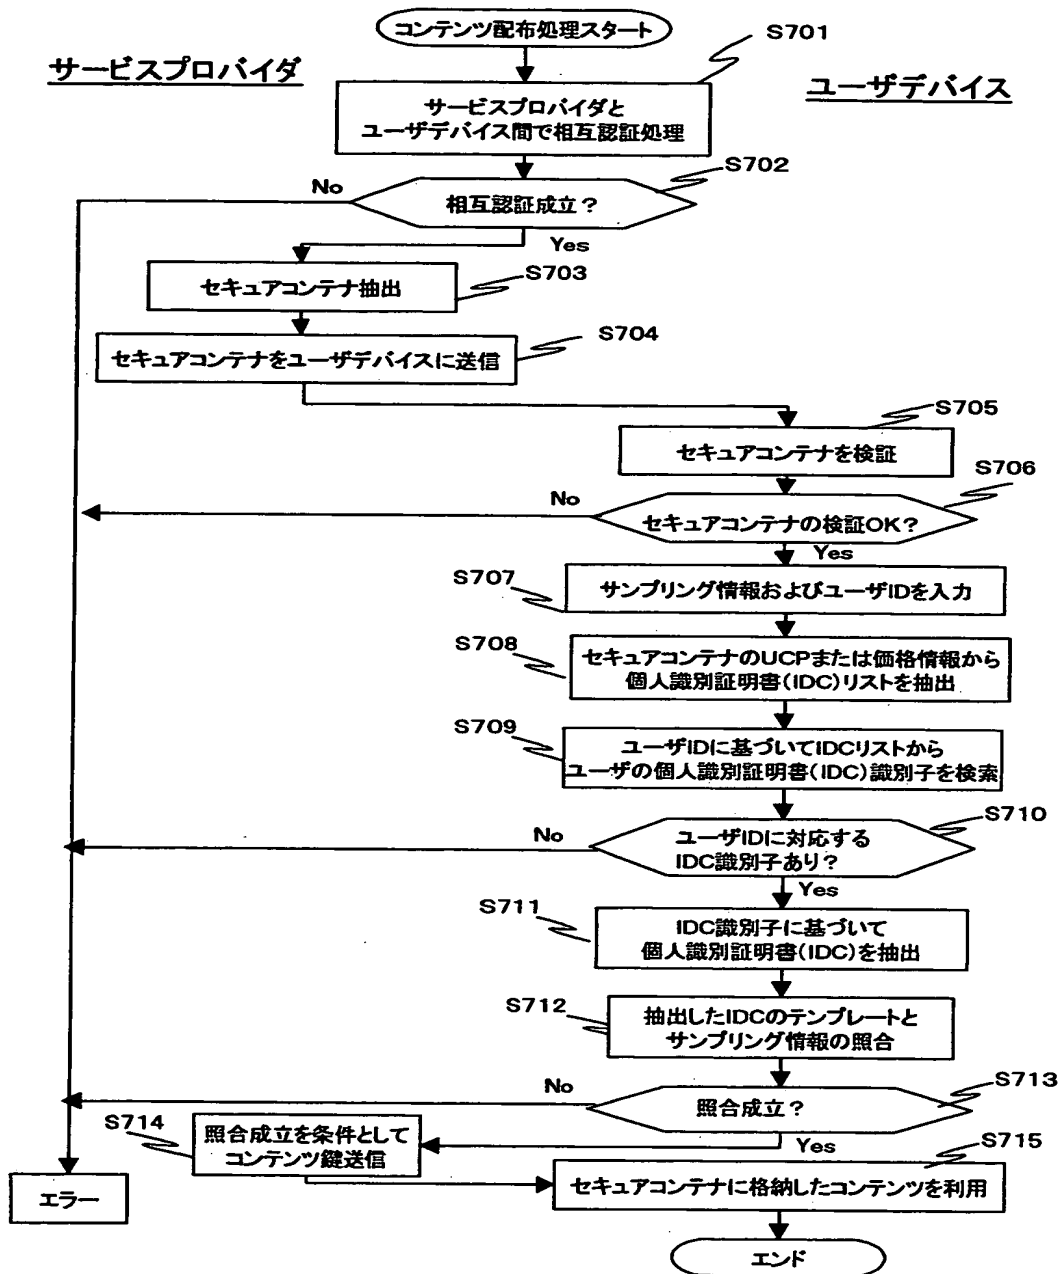 コンテンツ配布処理スタート
S701
サービスプロバイダ
ユーザデバイス
サービスプロバイダと
ユーザデバイス間で相互認証処理
S702
No
相互認証成立?
Yes
S703
セキュアコンテナ抽出
S704
セキュアコンテナをユーザデバイスに送信
S705
セキュアコンテナを検証
S706
No
セキュアコンテナの検証OK?
Yes
S707
サンプリング情報およびユーザIDを入力
S708
セキュアコンテナのUCPまたは価格情報から
個人識別証明書(IDC)リストを抽出
S709
ユーザIDに基づいてIDCリストから
ユーザの個人識別証明書(IDC)識別子を検索
S710
No
ユーザIDに対応する
IDC識別子あり?
Yes
S711
IDC識別子に基づいて
個人識別証明書(IDC)を抽出
S712
抽出したIDCのテンプレートと
サンプリング情報の照合
S713
No
照合成立?
Yes
S714
照合成立を条件として
コンテンツ鍵送信
S715
セキュアコンテナに格納したコンテンツを利用
エラー
エンド